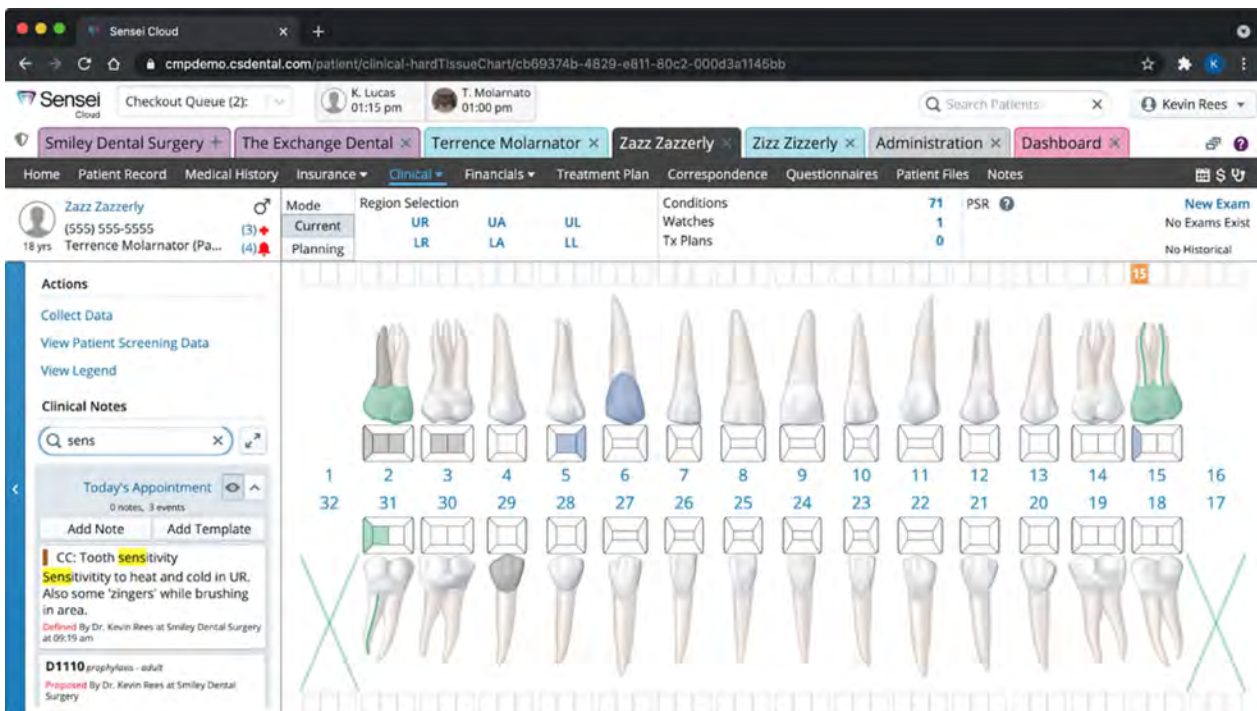 Sensei Cloud
cmpdemo.csdental.com/patient/clinical-hardTissueChart/cb69374b-4829-e811-80c2-000d3a1145bb
K
Sensei
Cloud
Checkout Queue (2):
K. Lucas
01:15 pm
T. Molarnato
01:00 pm
Search Patients
Kevin Rees
Smiley Dental Surgery
The Exchange Dental
Terrence Molarnator
Zazz Zazzerly
Zizz Zizzerly
Administration
Dashboard
Home Patient Record Medical History Insurance Clinical Financials Treatment Plan Correspondence Questionnaires Patient Files Notes
Zazz Zazzerly
(555) 555-5555 (3)
18 yrs Terrence Molarnator (Pa... (4)
Mode
Current
Planning
Region Selection
UR UA UL
LR LA LL
Conditions 71
Watches 1
Tx Plans 0
PSR
New Exam
No Exams Exist
No Historical
Actions
Collect Data
View Patient Screening Data
View Legend
Clinical Notes
sens
Today's Appointment
0 notes, 3 events
Add Note Add Template
CC: Tooth sensitivity
Sensitivitity to heat and cold in UR.
Also some 'zingers' while brushing
in area.
Defined By Dr. Kevin Rees at Smiley Dental Surgery
at 09:19 am
D1110 prophylaxis - adult
Proposed By Dr. Kevin Rees at Smiley Dental
Surgery
15
1 2 3 4 5 6 7 8 9 10 11 12 13 14 15 16
32 31 30 29 28 27 26 25 24 23 22 21 20 19 18 17